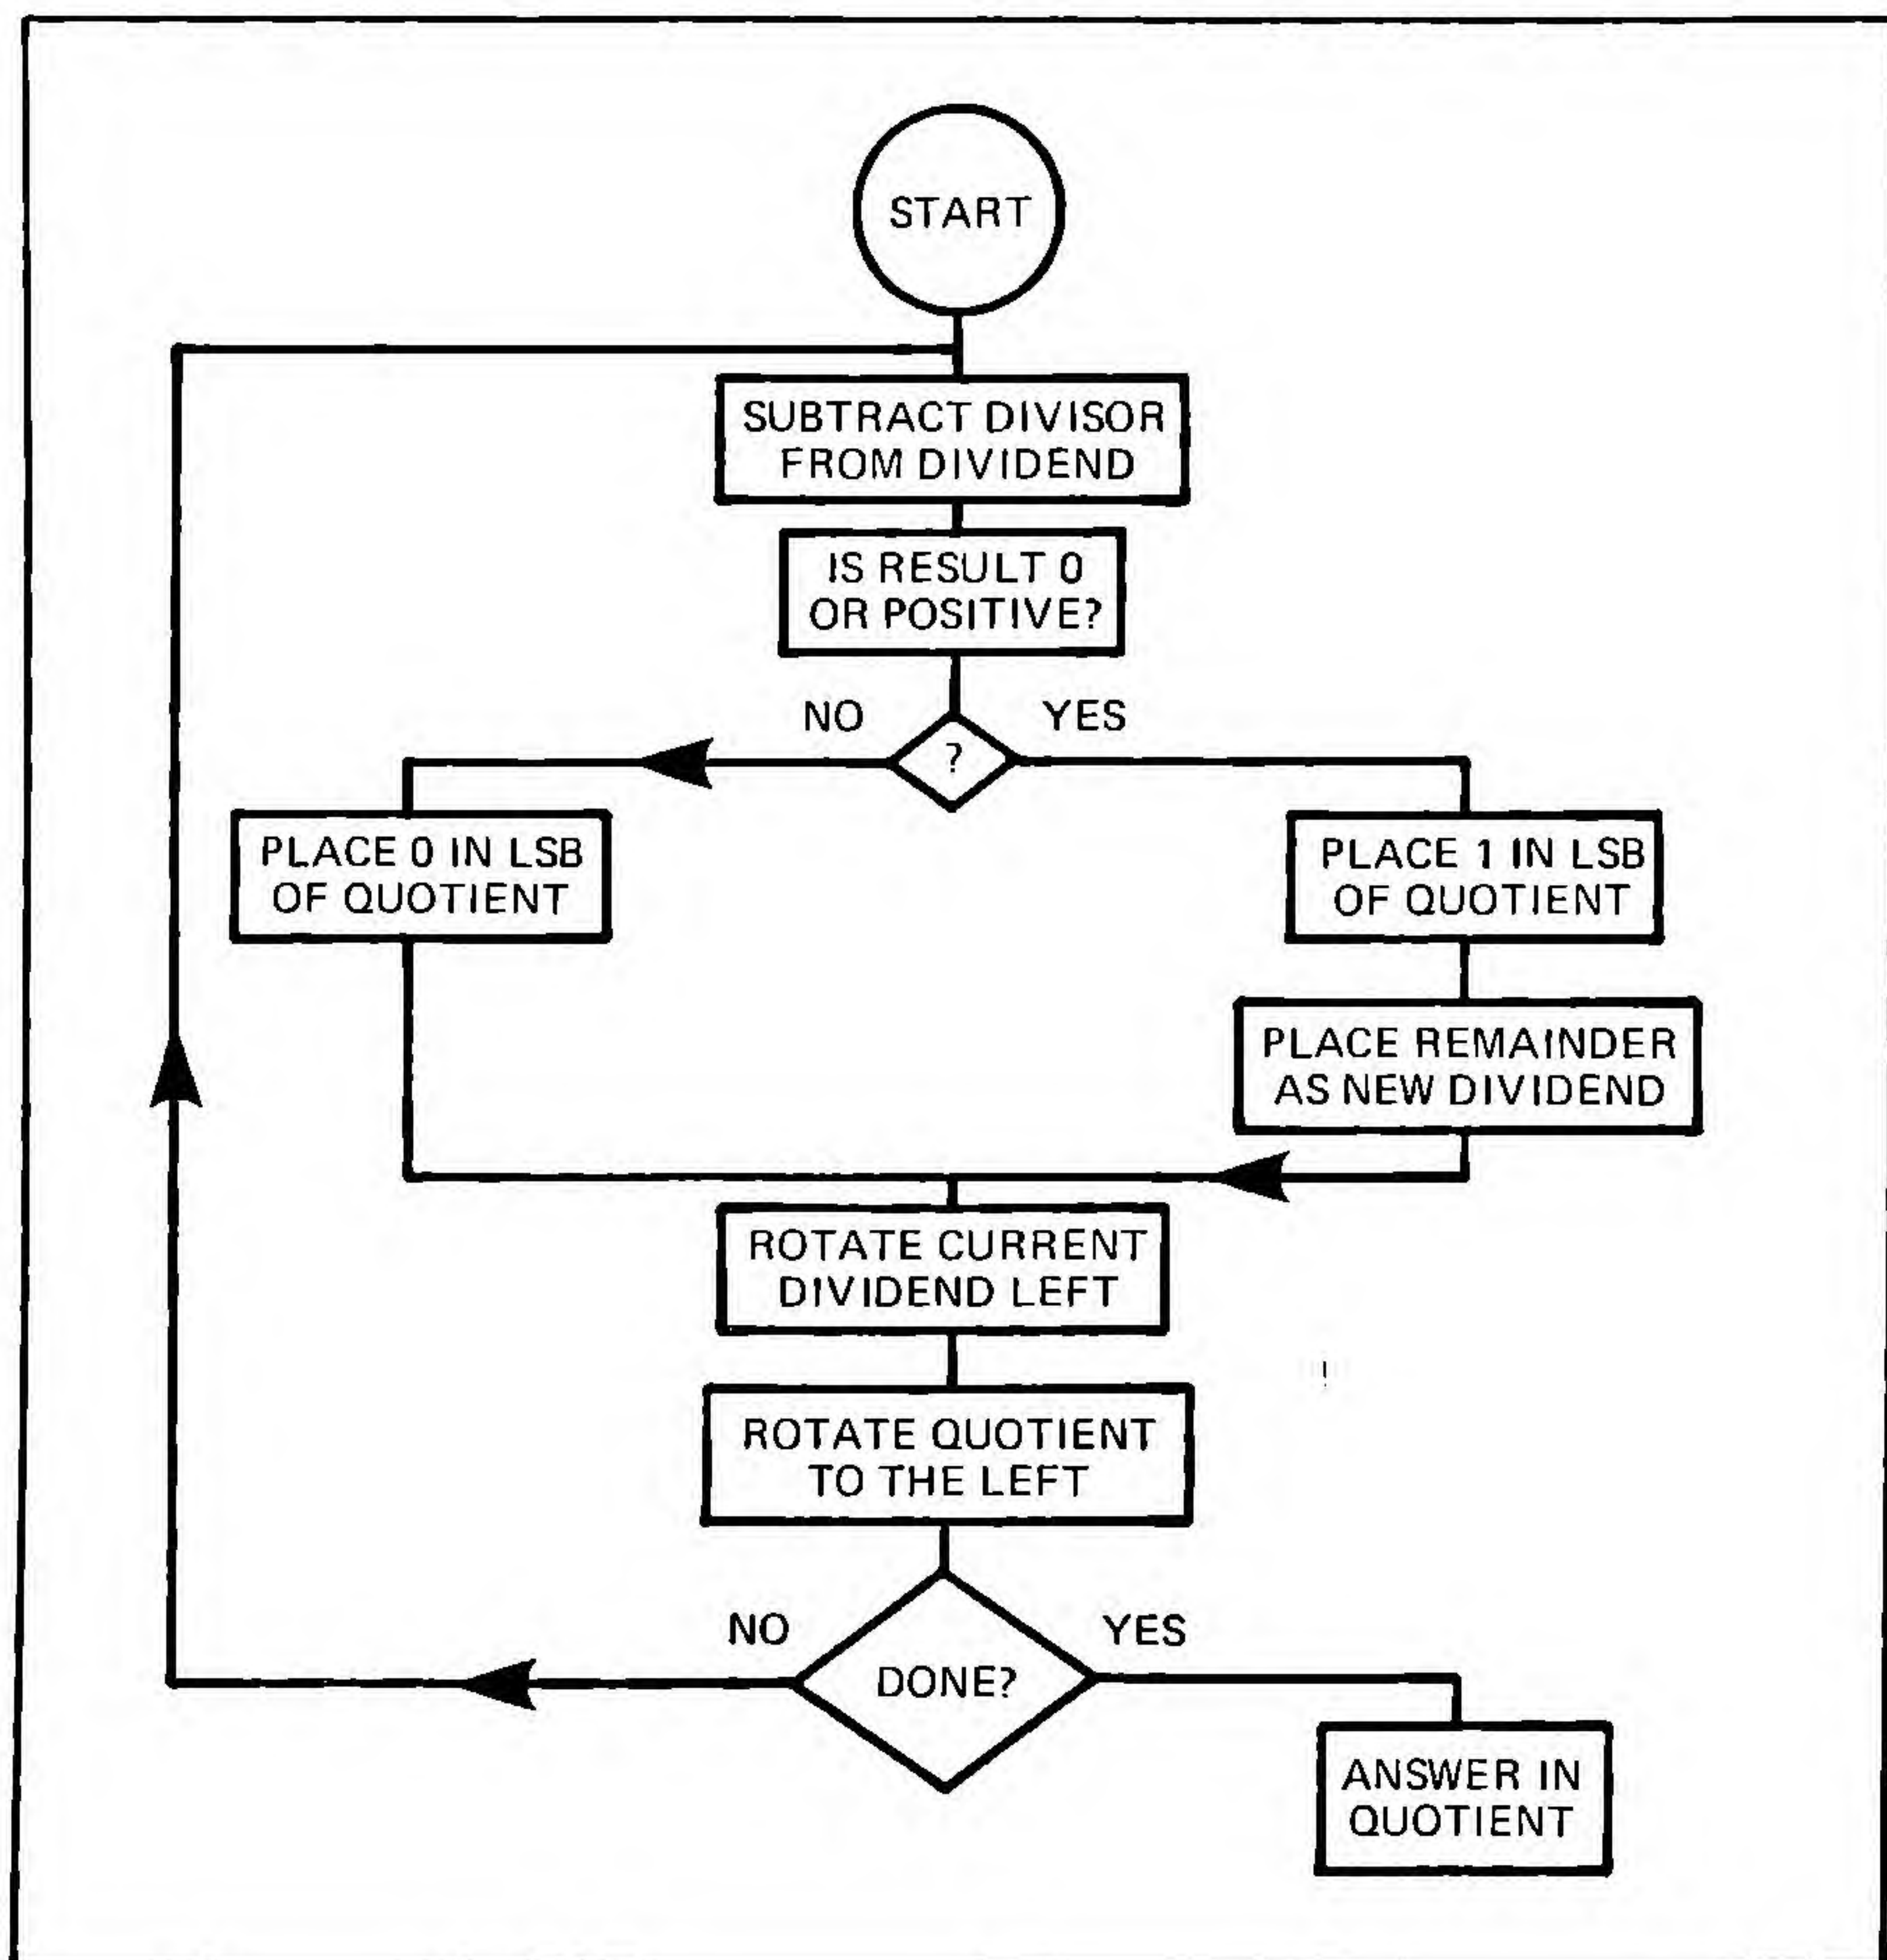 START
SUBTRACT DIVISOR
FROM DIVIDEND
IS RESULT 0
OR POSITIVE?
NO
YES
?
PLACE 0 IN LSB
OF QUOTIENT
PLACE 1 IN LSB
OF QUOTIENT
PLACE REMAINDER
AS NEW DIVIDEND
ROTATE CURRENT
DIVIDEND LEFT
ROTATE QUOTIENT
TO THE LEFT
NO
YES
DONE?
ANSWER IN
QUOTIENT